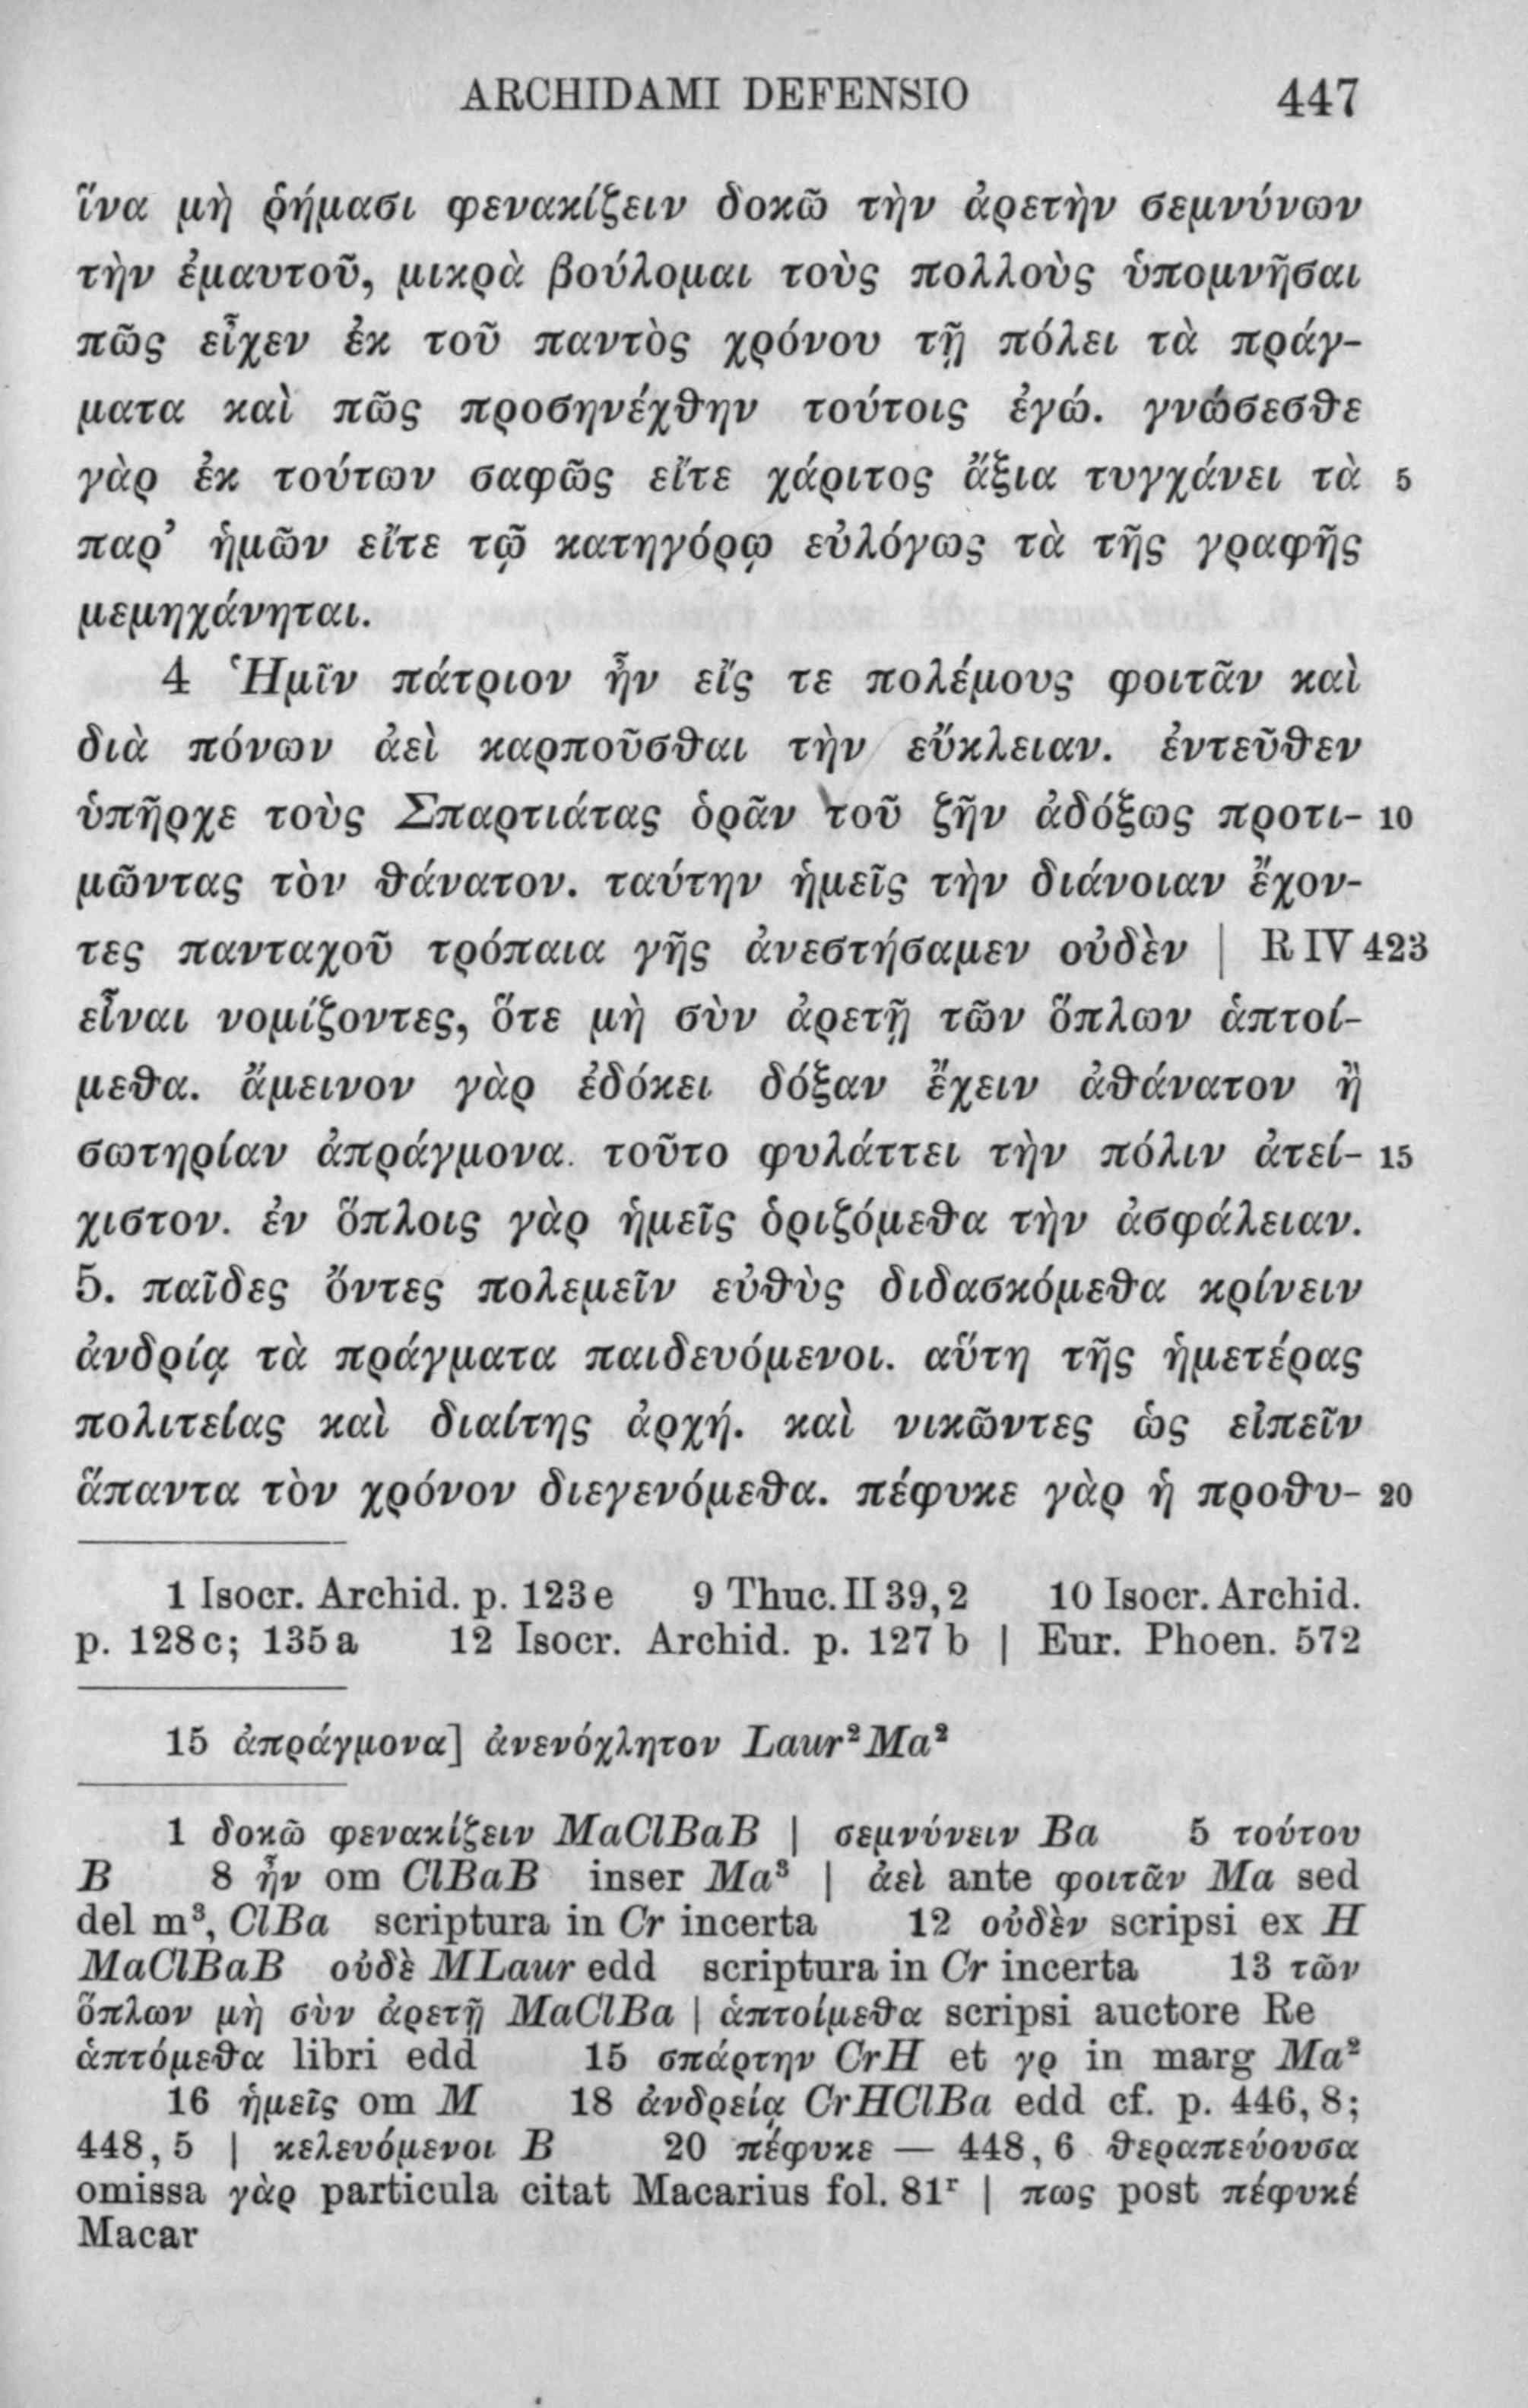 ARCHIDAMI DEFENSIO 447
ἵνα μὴ ῥήμασι φενακίζειν δοκῶ τὴν ἀρετὴν σεμνύνων
τὴν ἐμαυτοῦ, μικρὰ βούλομαι τοὺς πολλοὺς ὑπομνῆσαι
πῶς εἶχεν ἐκ τοῦ παντὸς χρόνου τῇ πόλει τὰ πράγ-
ματα καὶ πῶς προσηνέχθην τούτοις ἐγώ. γνώσεσθε
γὰρ ἐκ τούτων σαφῶς εἴτε χάριτος ἄξια τυγχάνει τὰ 5
παρ’ ἡμῶν εἴτε τῷ κατηγόρῳ εὐλόγως τὰ τῆς γραφῆς
μεμηχάνηται.
4 Ἡμῖν πάτριον ἦν εἴς τε πολέμους φοιτᾶν καὶ
διὰ πόνων ἀεὶ καρποῦσθαι τὴν εὔκλειαν. ἐντεῦθεν
ὑπῆρχε τοὺς Σπαρτιάτας ὁρᾶν τοῦ ζῆν ἀδόξως προτι- 10
μῶντας τὸν θάνατον. ταύτην ἡμεῖς τὴν διάνοιαν ἔχον-
τες πανταχοῦ τρόπαια γῆς ἀνεστήσαμεν οὐδὲν | R IV 423
εἶναι νομίζοντες, ὅτε μὴ σὺν ἀρετῇ τῶν ὅπλων ἁπτοί-
μεθα. ἄμεινον γὰρ ἐδόκει δόξαν ἔχειν ἀθάνατον ἢ
σωτηρίαν ἀπράγμονα. τοῦτο φυλάττει τὴν πόλιν ἀτεί- 15
χιστον. ἐν ὅπλοις γὰρ ἡμεῖς ὁριζόμεθα τὴν ἀσφάλειαν.
5. παῖδες ὄντες πολεμεῖν εὐθὺς διδασκόμεθα κρίνειν
ἀνδρίᾳ τὰ πράγματα παιδευόμενοι. αὕτη τῆς ἡμετέρας
πολιτείας καὶ διαίτης ἀρχή. καὶ νικῶντες ὡς εἰπεῖν
ἅπαντα τὸν χρόνον διεγενόμεθα. πέφυκε γὰρ ἡ προθυ- 20
1 Isocr. Archid. p. 123 e 9 Thuc. II 39, 2 10 Isocr. Archid.
p. 128 c; 135 a 12 Isocr. Archid. p. 127 b | Eur. Phoen. 572
15 ἀπράγμονα] ἀνενόχλητον Laur² Ma²
1 δοκῶ φενακίζειν MaClBaB | σεμνύνειν Ba 5 τούτου
B 8 ἦν om ClBaB inser Ma³ | ἀεὶ ante φοιτᾶν Ma sed
del m³, ClBa scriptura in Cr incerta 12 οὐδὲν scripsi ex H
MaClBaB οὐδὲ MLaur edd scriptura in Cr incerta 13 τῶν
ὅπλων μὴ σὺν ἀρετῇ MaClBa | ἁπτοίμεθα scripsi auctore Re
ἁπτόμεθα libri edd 15 σπάρτην CrH et γρ in marg Ma²
16 ἡμεῖς om M 18 ἀνδρείᾳ CrHClBa edd cf. p. 446, 8;
448, 5 | κελευόμενοι B 20 πέφυκε — 448, 6 θεραπεύουσα
omissa γὰρ particula citat Macarius fol. 81ʳ | πως post πέφυκέ
Macar